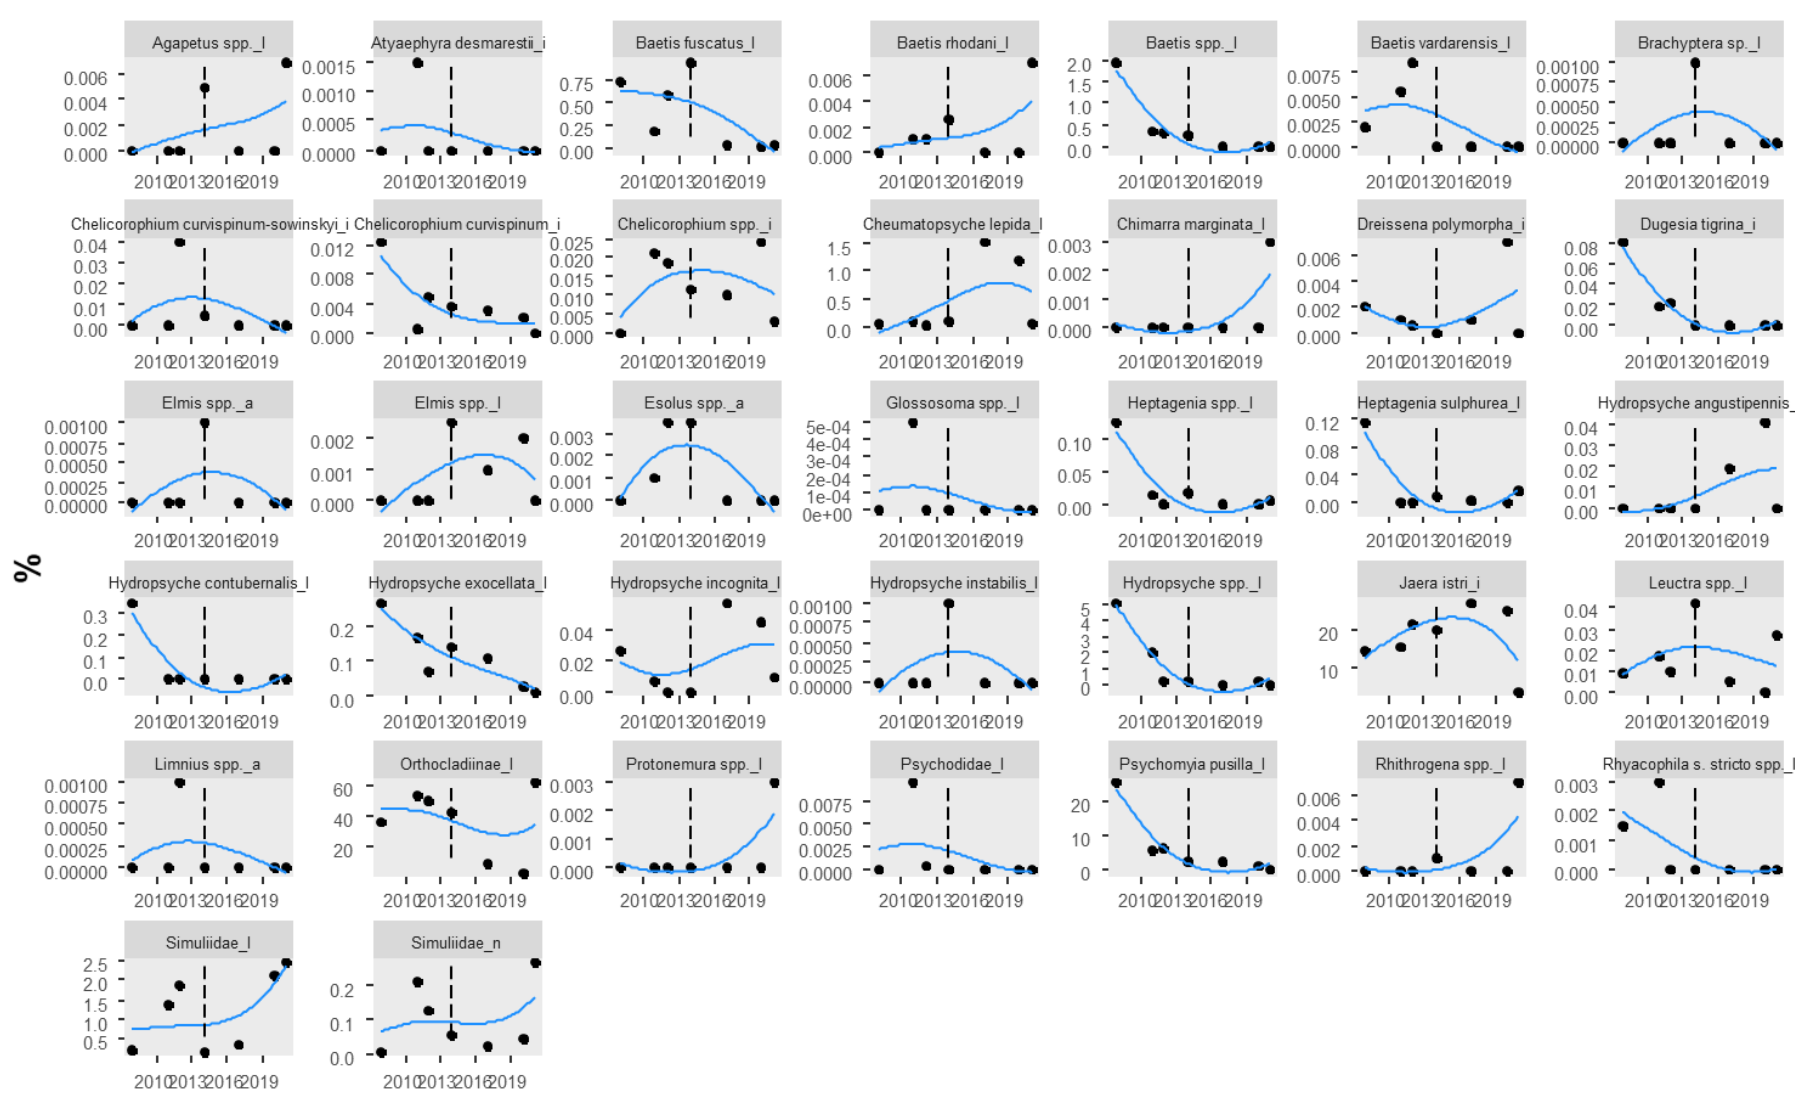 Agapetus spp._l Atyaephyra desmarestii_i Baetis fuscatus_l Baetis rhodani_l Baetis spp._l Baetis vardarensis_l Brachyptera sp._l
0.006 0.004 0.002 0.000
0.0015 0.0010 0.0005 0.0000
0.75 0.50 0.25 0.00
0.006 0.004 0.002 0.000
2.0 1.5 1.0 0.5 0.0
0.0075 0.0050 0.0025 0.0000
0.00100 0.00075 0.00050 0.00025 0.00000
2010 2013 2016 2019 2010 2013 2016 2019 2010 2013 2016 2019 2010 2013 2016 2019 2010 2013 2016 2019 2010 2013 2016 2019 2010 2013 2016 2019
Chelicorophium curvispinum-sowinskyi_i Chelicorophium curvispinum_i Chelicorophium spp._i Cheumatopsyche lepida_l Chimarra marginata_l Dreissena polymorpha_i Dugesia tigrina_i
0.04 0.03 0.02 0.01 0.00
0.012 0.008 0.004 0.000
0.025 0.020 0.015 0.010 0.005 0.000
1.5 1.0 0.5 0.0
0.003 0.002 0.001 0.000
0.006 0.004 0.002 0.000
0.08 0.06 0.04 0.02 0.00
2010 2013 2016 2019 2010 2013 2016 2019 2010 2013 2016 2019 2010 2013 2016 2019 2010 2013 2016 2019 2010 2013 2016 2019 2010 2013 2016 2019
Elmis spp._a Elmis spp._l Esolus spp._a Glossosoma spp._l Heptagenia spp._l Heptagenia sulphurea_l Hydropsyche angustipennis_
0.00100 0.00075 0.00050 0.00025 0.00000
0.002 0.001 0.000
0.003 0.002 0.001 0.000
5e-04 4e-04 3e-04 2e-04 1e-04 0e+00
0.10 0.05 0.00
0.12 0.08 0.04 0.00
0.04 0.03 0.02 0.01 0.00
2010 2013 2016 2019 2010 2013 2016 2019 2010 2013 2016 2019 2010 2013 2016 2019 2010 2013 2016 2019 2010 2013 2016 2019 2010 2013 2016 2019
%
Hydropsyche contubernalis_l Hydropsyche exocellata_l Hydropsyche incognita_l Hydropsyche instabilis_l Hydropsyche spp._l Jaera istri_i Leuctra spp._l
0.3 0.2 0.1 0.0
0.2 0.1 0.0
0.04 0.02 0.00
0.00100 0.00075 0.00050 0.00025 0.00000
5 4 3 2 1 0
20 10
0.04 0.03 0.02 0.01 0.00
2010 2013 2016 2019 2010 2013 2016 2019 2010 2013 2016 2019 2010 2013 2016 2019 2010 2013 2016 2019 2010 2013 2016 2019 2010 2013 2016 2019
Limnius spp._a Orthocladiinae_l Protonemura spp._l Psychodidae_l Psychomyia pusilla_l Rhithrogena spp._l Rhyacophila s. stricto spp._l
0.00100 0.00075 0.00050 0.00025 0.00000
60 40 20
0.003 0.002 0.001 0.000
0.0075 0.0050 0.0025 0.0000
20 10 0
0.006 0.004 0.002 0.000
0.003 0.002 0.001 0.000
2010 2013 2016 2019 2010 2013 2016 2019 2010 2013 2016 2019 2010 2013 2016 2019 2010 2013 2016 2019 2010 2013 2016 2019 2010 2013 2016 2019
Simuliidae_l Simuliidae_n
2.5 2.0 1.5 1.0 0.5
0.2 0.1 0.0
2010 2013 2016 2019 2010 2013 2016 2019